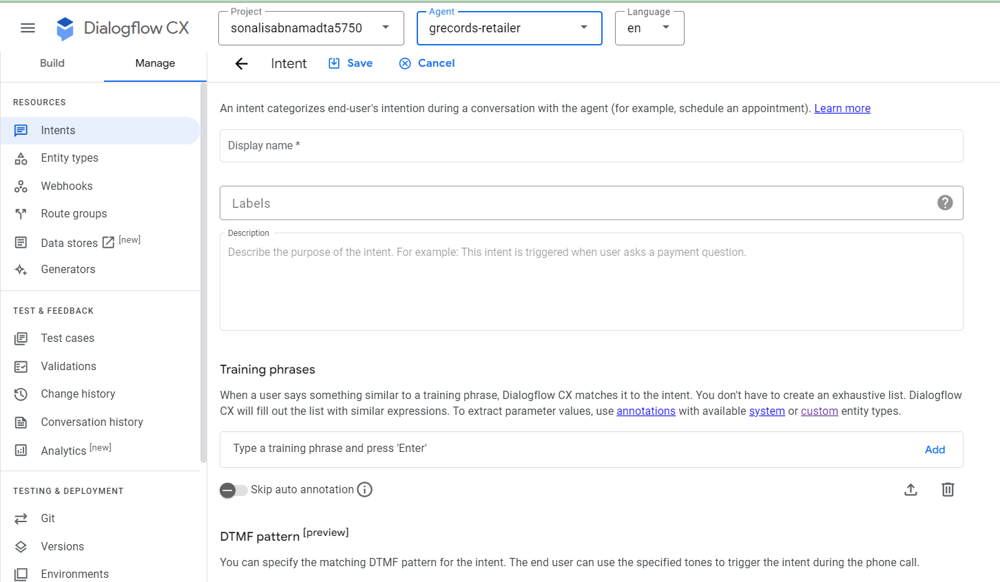 Dialogflow CX
Project
sonalisabnamadta5750
Agent
grecords-retailer
Language
en
Build
Manage
Intent
Save
Cancel
RESOURCES
Intents
Entity types
Webhooks
Route groups
Data stores [new]
Generators
TEST & FEEDBACK
Test cases
Validations
Change history
Conversation history
Analytics [new]
TESTING & DEPLOYMENT
Git
Versions
Environments
An intent categorizes end-user's intention during a conversation with the agent (for example, schedule an appointment). Learn more
Display name *
Labels
?
Description
Describe the purpose of the intent. For example: This intent is triggered when user asks a payment question.
Training phrases
When a user says something similar to a training phrase, Dialogflow CX matches it to the intent. You don't have to create an exhaustive list. Dialogflow
CX will fill out the list with similar expressions. To extract parameter values, use annotations with available system or custom entity types.
Type a training phrase and press 'Enter'
Add
Skip auto annotation
DTMF pattern [preview]
You can specify the matching DTMF pattern for the intent. The end user can use the specified tones to trigger the intent during the phone call.